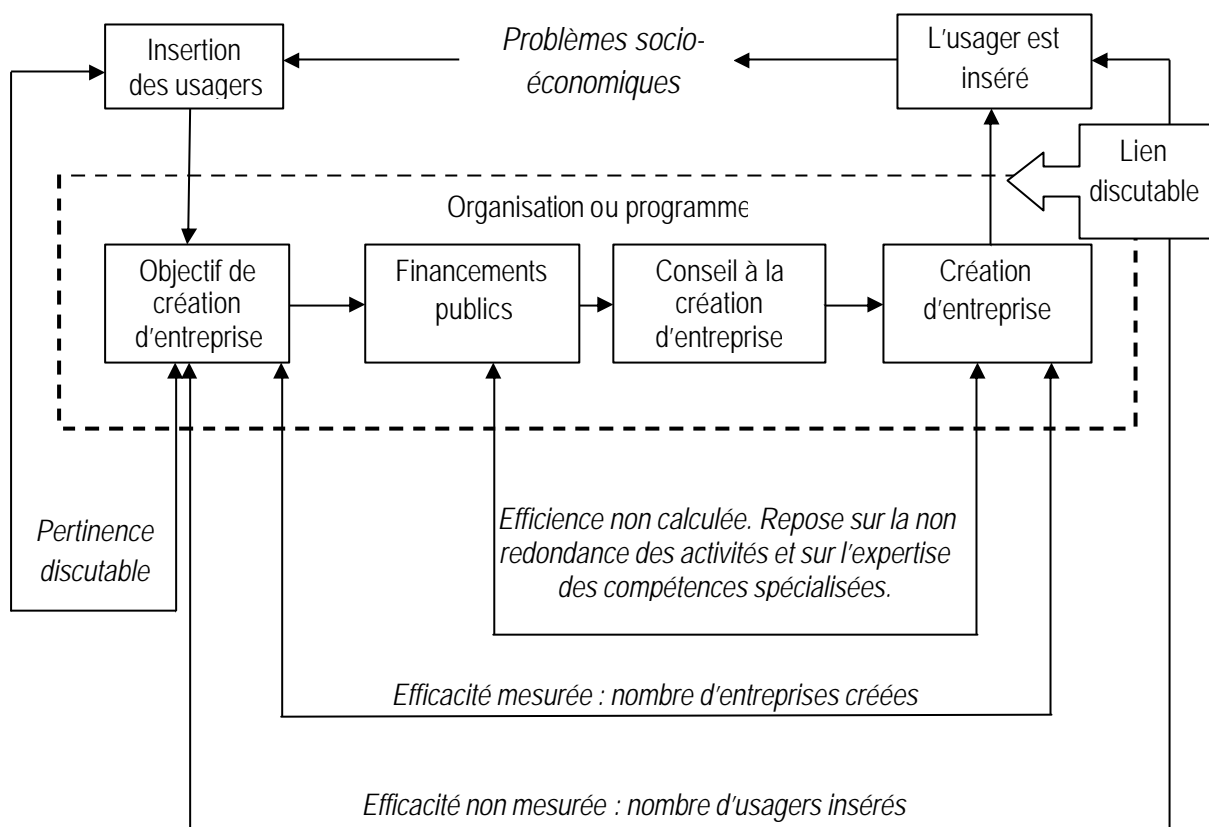 Insertion
des usagers
Problèmes socio-
économiques
L'usager est
inséré
Lien
discutable
Organisation ou programme
Objectif de
création
d'entreprise
Financements
publics
Conseil à la
création
d'entreprise
Création
d'entreprise
Pertinence
discutable
Efficience non calculée. Repose sur la non
redondance des activités et sur l'expertise
des compétences spécialisées.
Efficacité mesurée : nombre d'entreprises créées
Efficacité non mesurée : nombre d'usagers insérés